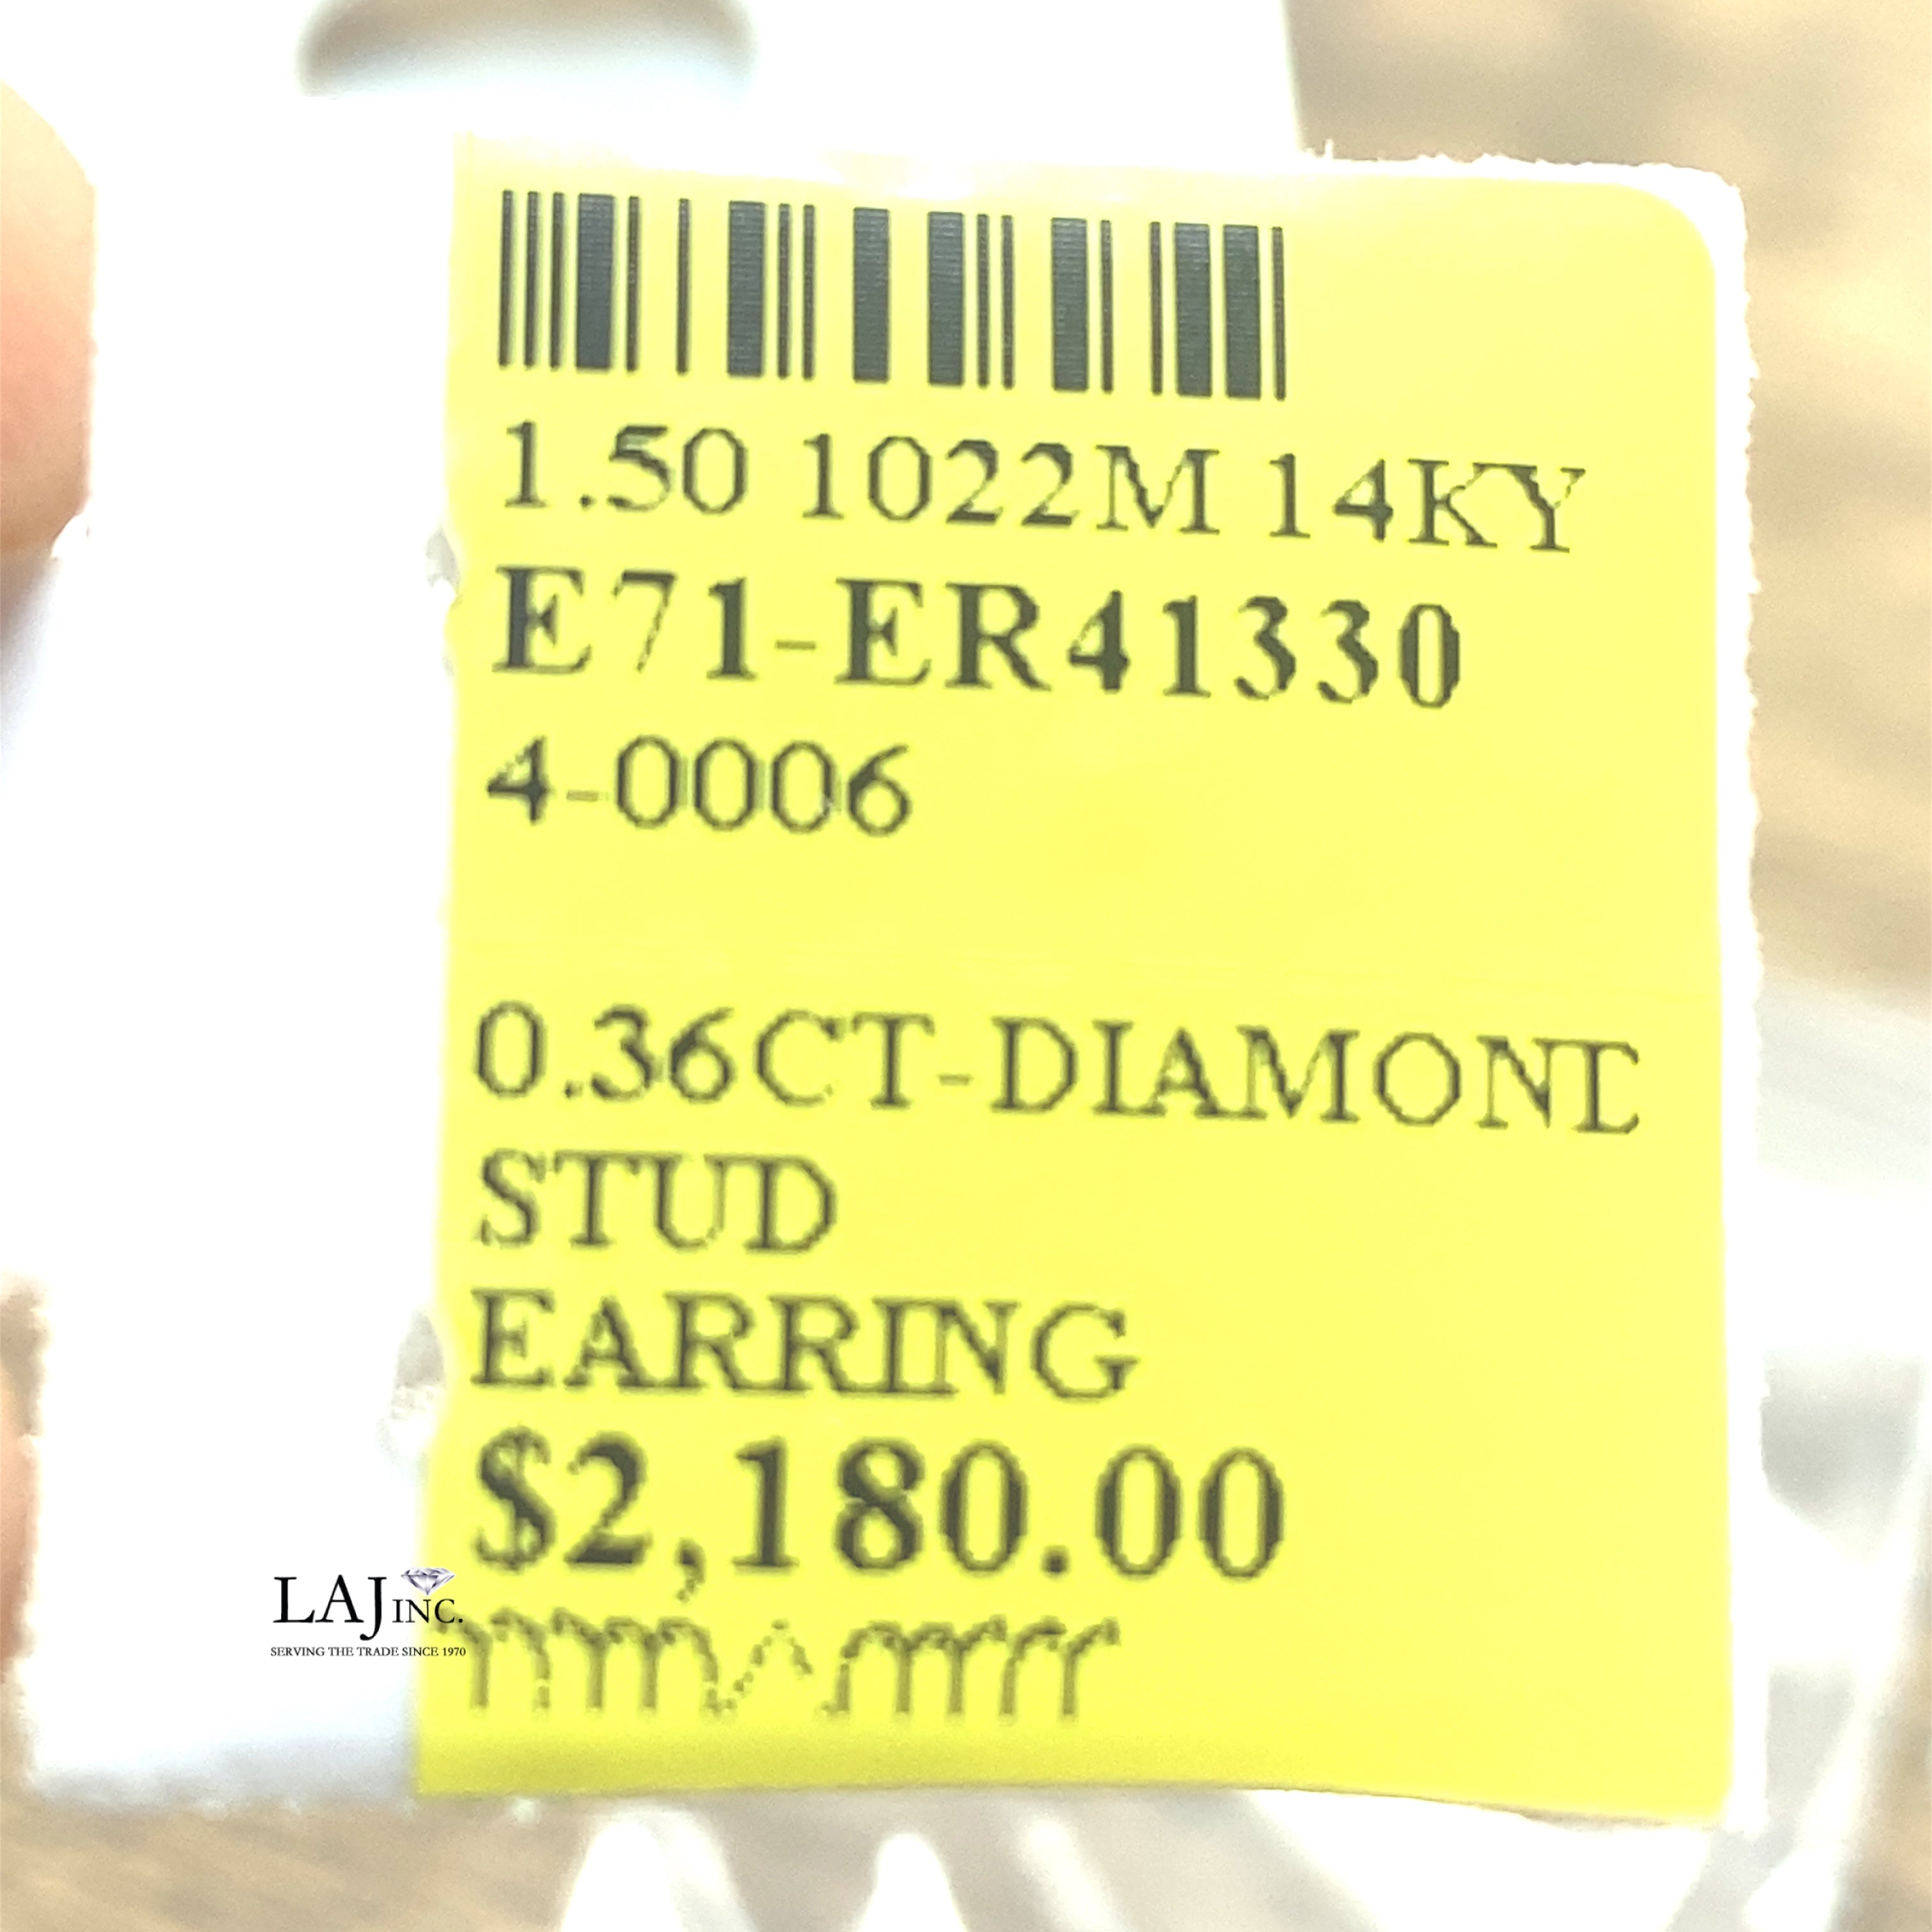 1.50 1022M 14KY
E71-ER41330
4-0006
0.36CT-DIAMOND
STUD
EARRING
$2,180.00
LAJ INC.
SERVING THE TRADE SINCE 1970